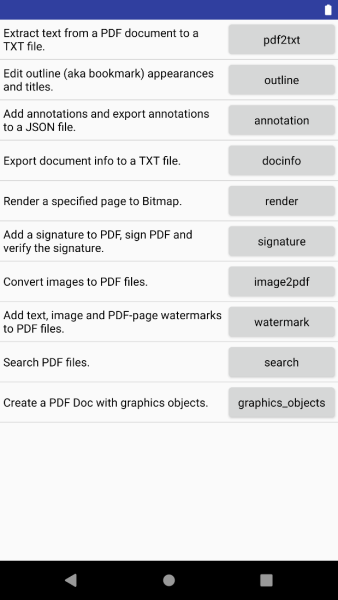 Extract text from a PDF document to a
TXT file.
pdf2txt
Edit outline (aka bookmark) appearances
and titles.
outline
Add annotations and export annotations
to a JSON file.
annotation
Export document info to a TXT file.
docinfo
Render a specified page to Bitmap.
render
Add a signature to PDF, sign PDF and
verify the signature.
signature
Convert images to PDF files.
image2pdf
Add text, image and PDF-page watermarks
to PDF files.
watermark
Search PDF files.
search
Create a PDF Doc with graphics objects.
graphics_objects